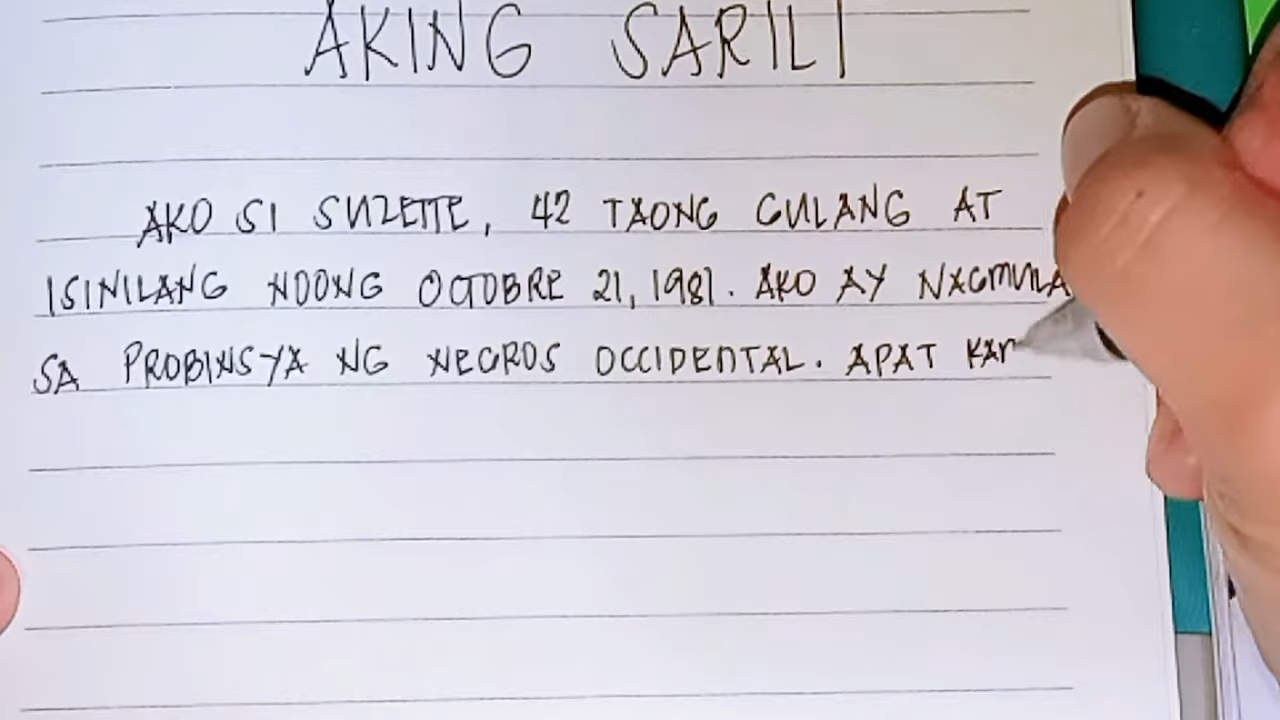 AKING SARILI
AKO SI SUZETTE, 42 TAONG GULANG AT
ISINILANG NOONG OCTOBRE 21, 1981. AKO AY NAGMULA
SA PROBINSYA NG NEGROS OCCIDENTAL. APAT